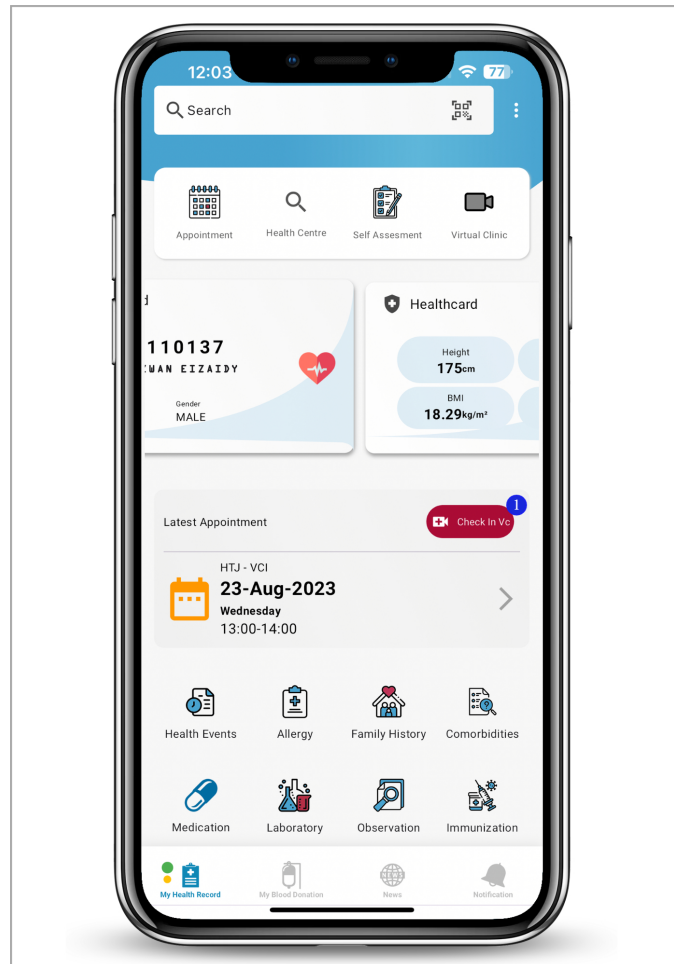 12:03
77
Search
Appointment
Health Centre
Self Assesment
Virtual Clinic
d
110137
WAN EIZAIDY
Gender
MALE
Healthcard
Height
175cm
BMI
18.29kg/m²
Latest Appointment
1
Check In Vc
HTJ - VCI
23-Aug-2023
Wednesday
13:00-14:00
Health Events
Allergy
Family History
Comorbidities
Medication
Laboratory
Observation
Immunization
My Health Record
My Blood Donation
News
Notification